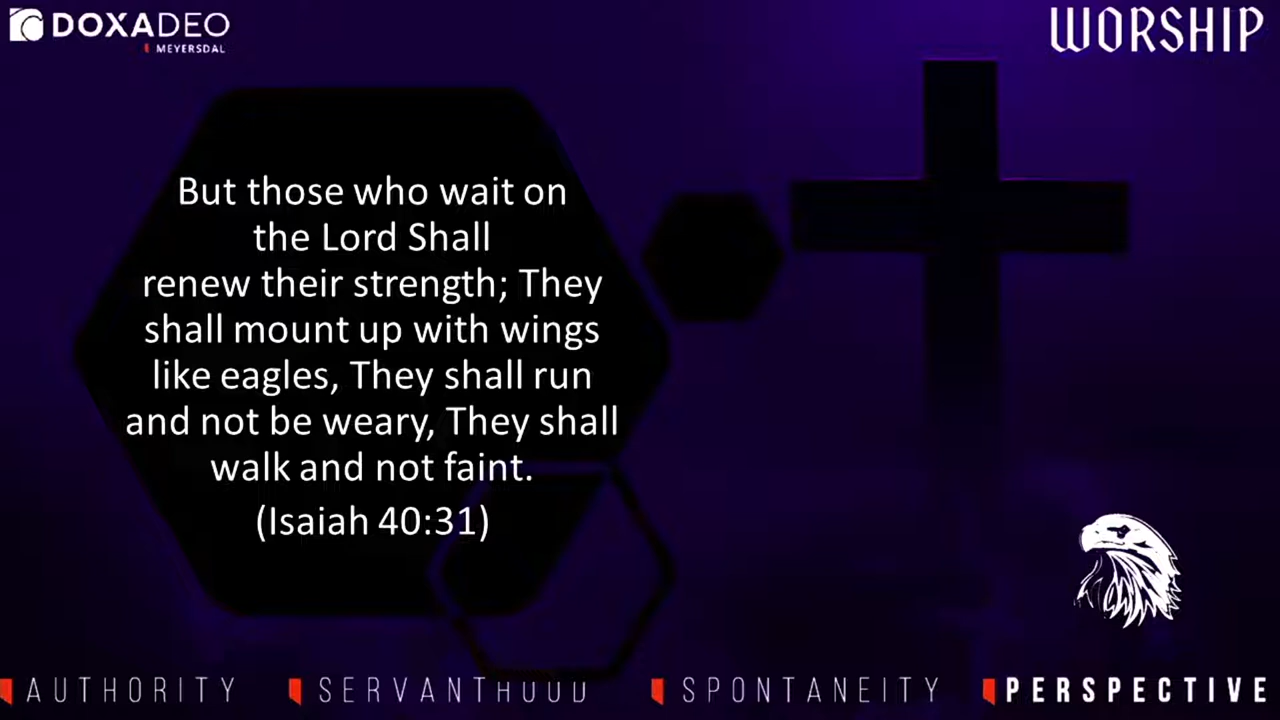 DOXADEO
MEYERSDAL
WORSHIP
But those who wait on
the Lord Shall
renew their strength; They
shall mount up with wings
like eagles, They shall run
and not be weary, They shall
walk and not faint.
(Isaiah 40:31)
AUTHORITY
SERVANTHOOD
SPONTANEITY
PERSPECTIVE